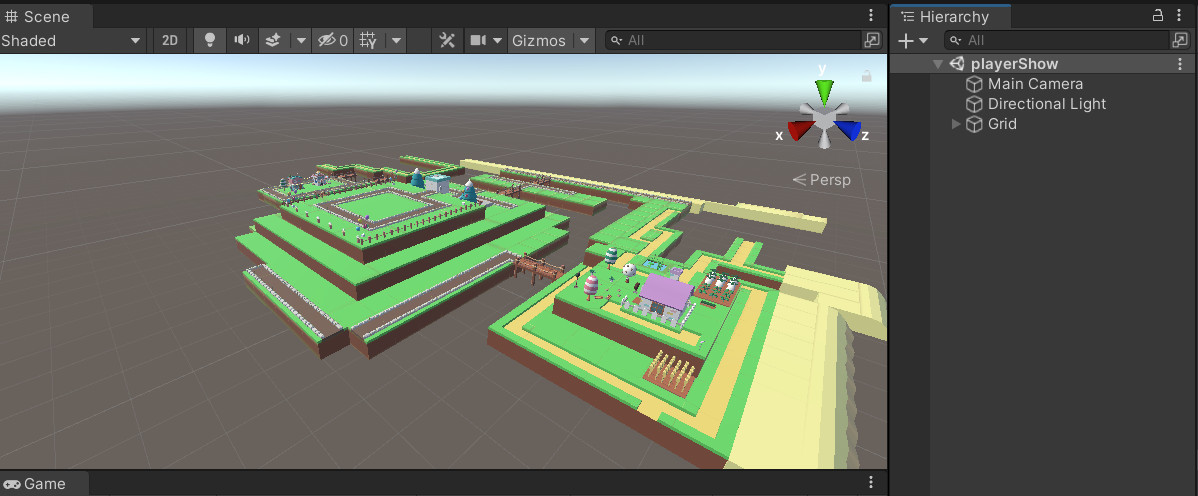 Scene
Shaded 2D 0 Gizmos All
y
x z
Persp
Game
Hierarchy
All
playerShow
Main Camera
Directional Light
Grid